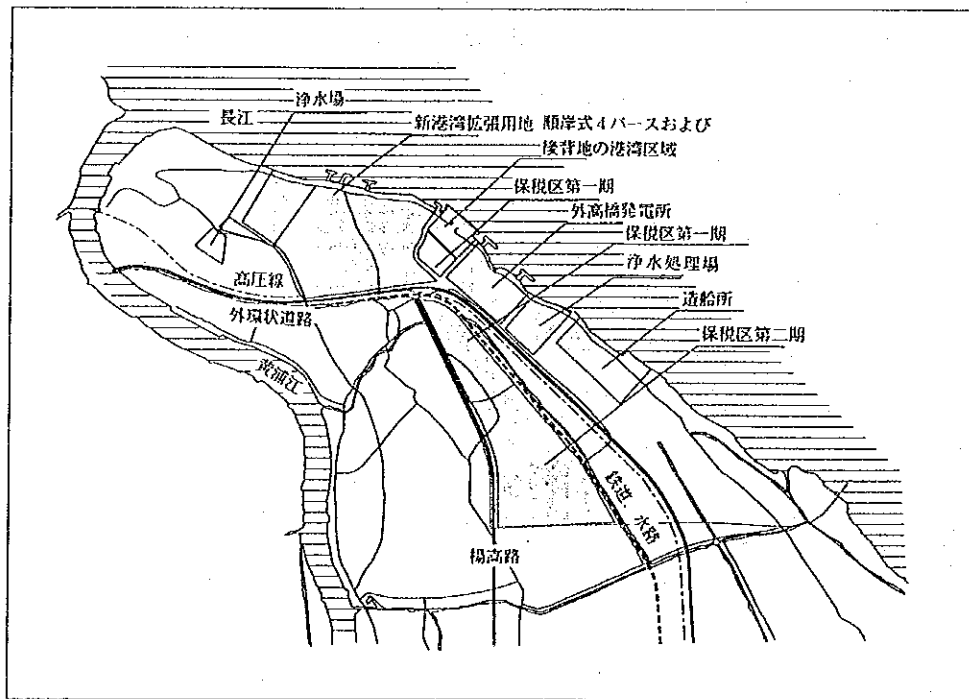 浄水場
長江
新港湾拡張用地 順岸式4バースおよび
後背地の港湾区域
保税区第一期
外高橋発電所
保税区第一期
浄水処理場
造船所
保税区第二期
高圧線
外環状道路
黄浦江
鉄道 水路
楊高路